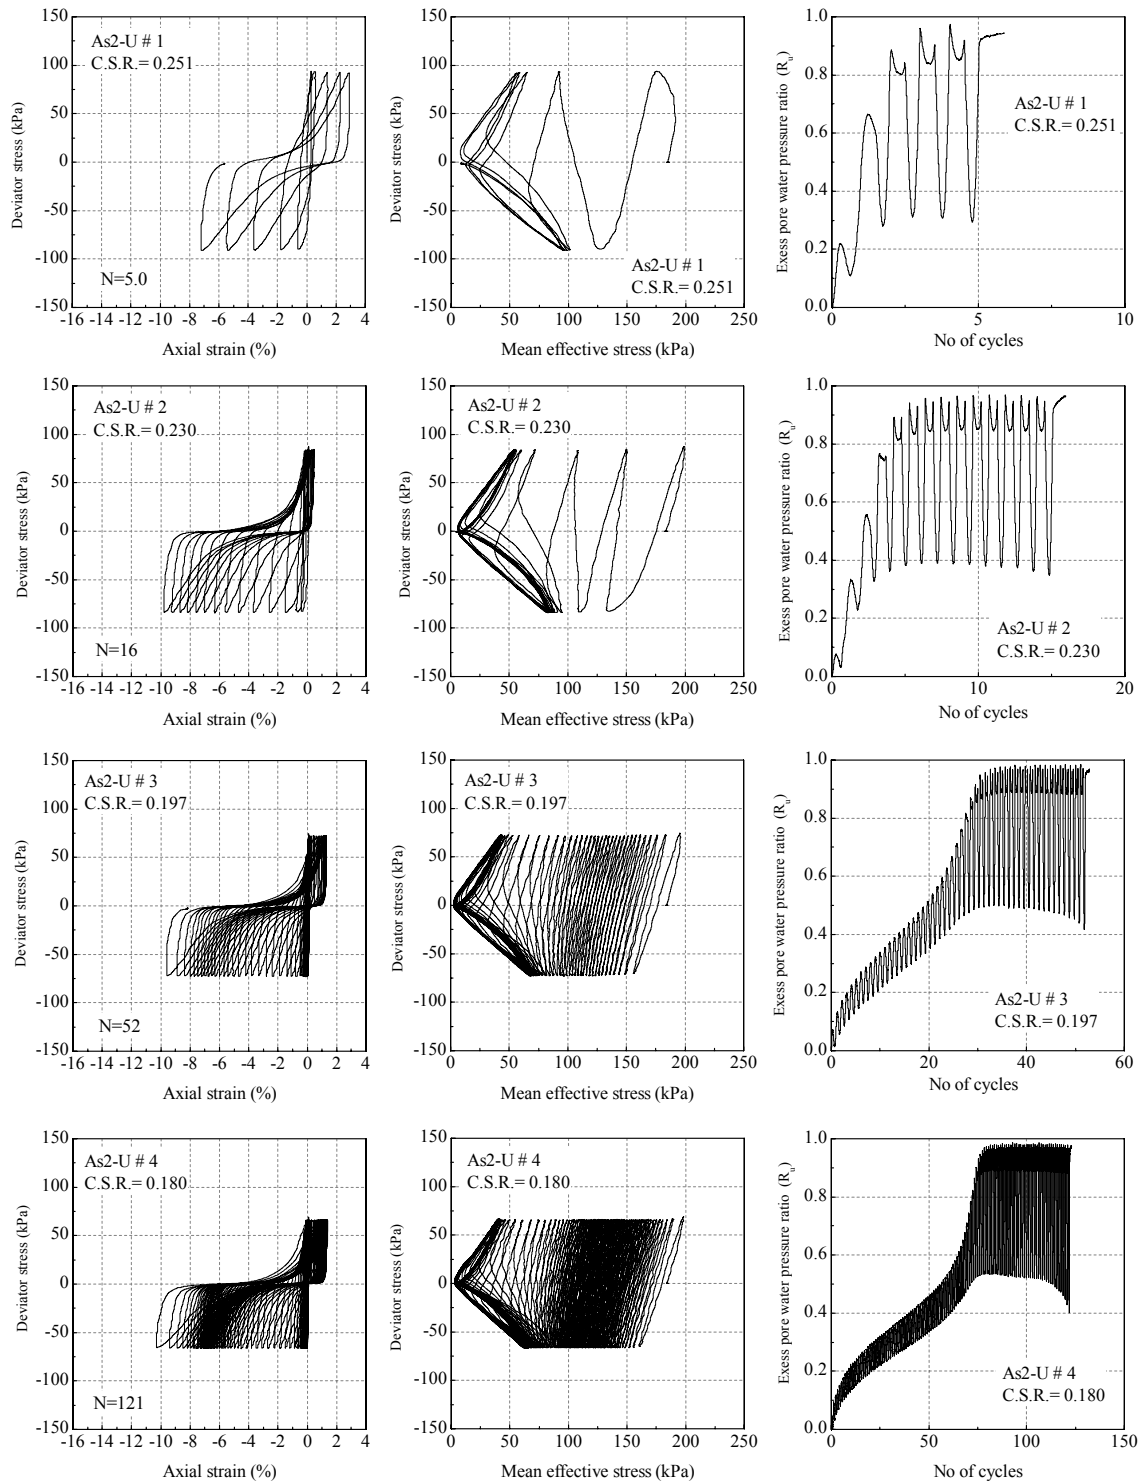 As2-U # 1
C.S.R.= 0.251
N=5.0
Deviator stress (kPa)
150
100
50
0
-50
-100
-150
-16 -14 -12 -10 -8 -6 -4 -2 0 2 4
Axial strain (%)
As2-U # 1
C.S.R.= 0.251
Deviator stress (kPa)
150
100
50
0
-50
-100
-150
0 50 100 150 200 250
Mean effective stress (kPa)
As2-U # 1
C.S.R.= 0.251
Exess pore water pressure ratio (Ru)
1.0
0.8
0.6
0.4
0.2
0.0
0 5 10
No of cycles
As2-U # 2
C.S.R.= 0.230
N=16
Deviator stress (kPa)
150
100
50
0
-50
-100
-150
-16 -14 -12 -10 -8 -6 -4 -2 0 2 4
Axial strain (%)
As2-U # 2
C.S.R.= 0.230
Deviator stress (kPa)
150
100
50
0
-50
-100
-150
0 50 100 150 200 250
Mean effective stress (kPa)
As2-U # 2
C.S.R.= 0.230
Exess pore water pressure ratio (Ru)
1.0
0.8
0.6
0.4
0.2
0.0
0 10 20
No of cycles
As2-U # 3
C.S.R.= 0.197
N=52
Deviator stress (kPa)
150
100
50
0
-50
-100
-150
-16 -14 -12 -10 -8 -6 -4 -2 0 2 4
Axial strain (%)
As2-U # 3
C.S.R.= 0.197
Deviator stress (kPa)
150
100
50
0
-50
-100
-150
0 50 100 150 200 250
Mean effective stress (kPa)
As2-U # 3
C.S.R.= 0.197
Exess pore water pressure ratio (Ru)
1.0
0.8
0.6
0.4
0.2
0.0
0 20 40 60
No of cycles
As2-U # 4
C.S.R.= 0.180
N=121
Deviator stress (kPa)
150
100
50
0
-50
-100
-150
-16 -14 -12 -10 -8 -6 -4 -2 0 2 4
Axial strain (%)
As2-U # 4
C.S.R.= 0.180
Deviator stress (kPa)
150
100
50
0
-50
-100
-150
0 50 100 150 200 250
Mean effective stress (kPa)
As2-U # 4
C.S.R.= 0.180
Exess pore water pressure ratio (Ru)
1.0
0.8
0.6
0.4
0.2
0.0
0 50 100 150
No of cycles